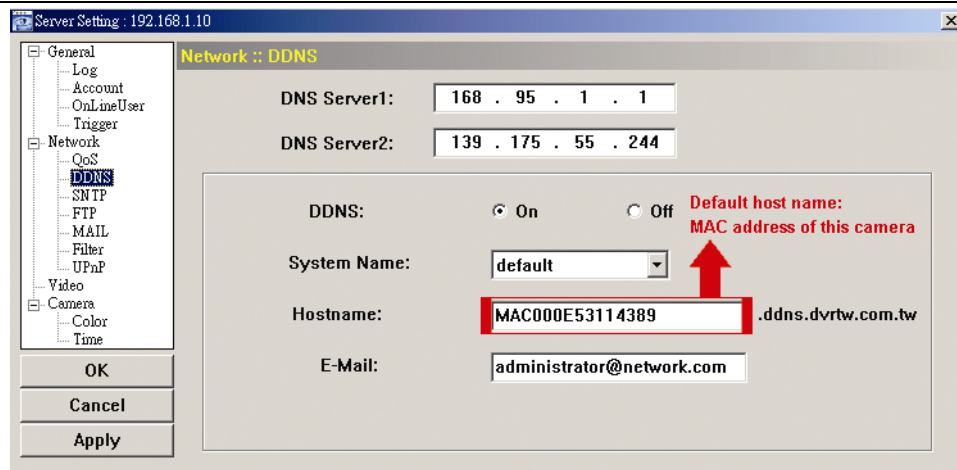 Server Setting : 192.168.1.10
General
Log
Account
OnLineUser
Trigger
Network
QoS
DDNS
SNTP
FTP
MAIL
Filter
UPnP
Video
Camera
Color
Time
OK
Cancel
Apply
Network :: DDNS
DNS Server1: 168 . 95 . 1 . 1
DNS Server2: 139 . 175 . 55 . 244
DDNS: On Off
Default host name:
MAC address of this camera
System Name: default
Hostname: MAC000E53114389 .ddns.dvrtw.com.tw
E-Mail: administrator@network.com